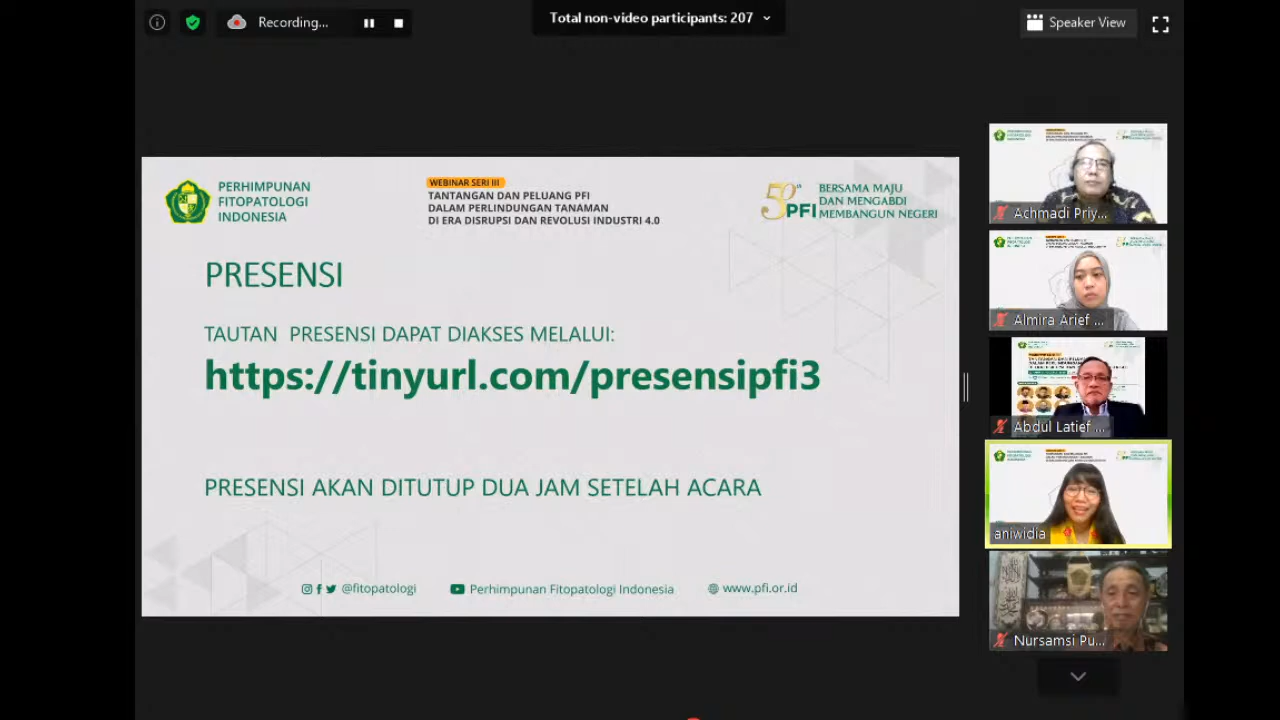 Recording...
Total non-video participants: 207
Speaker View
PERHIMPUNAN
FITOPATOLOGI
INDONESIA
WEBINAR SERI III
TANTANGAN DAN PELUANG PFI
DALAM PERLINDUNGAN TANAMAN
DI ERA DISRUPSI DAN REVOLUSI INDUSTRI 4.0
50th
PFI
BERSAMA MAJU
DAN MENGABDI
MEMBANGUN NEGERI
PRESENSI
TAUTAN PRESENSI DAPAT DIAKSES MELALUI:
https://tinyurl.com/presensipfi3
PRESENSI AKAN DITUTUP DUA JAM SETELAH ACARA
@fitopatologi
Perhimpunan Fitopatologi Indonesia
www.pfi.or.id
Achmadi Priy...
Almira Arief ...
Abdul Latief ...
aniwidia
Nursamsi Pu...